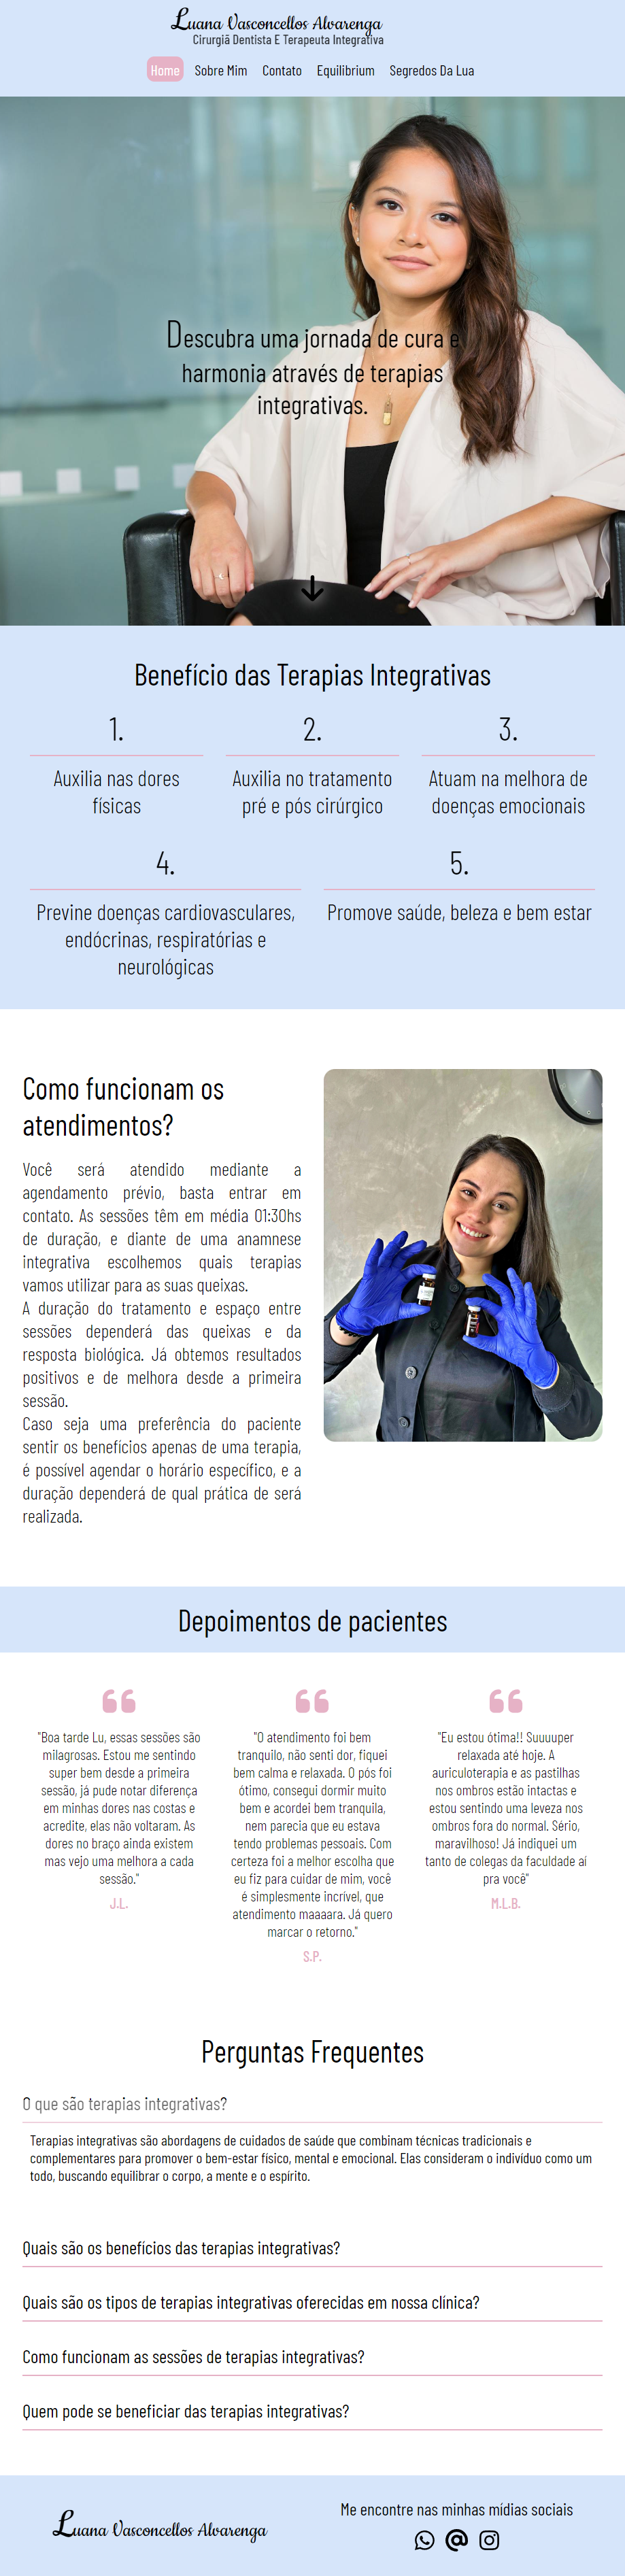 Luana Vasconcellos Alvarenga
Cirurgiã Dentista E Terapeuta Integrativa
Home Sobre Mim Contato Equilibrium Segredos Da Lua
Descubra uma jornada de cura e
harmonia através de terapias
integrativas.
Benefício das Terapias Integrativas
1.
Auxilia nas dores
físicas
2.
Auxilia no tratamento
pré e pós cirúrgico
3.
Atuam na melhora de
doenças emocionais
4.
Previne doenças cardiovasculares,
endócrinas, respiratórias e
neurológicas
5.
Promove saúde, beleza e bem estar
Como funcionam os
atendimentos?
Você será atendido mediante a
agendamento prévio, basta entrar em
contato. As sessões têm em média 01:30hs
de duração, e diante de uma anamnese
integrativa escolhemos quais terapias
vamos utilizar para as suas queixas.
A duração do tratamento e espaço entre
sessões dependerá das queixas e da
resposta biológica. Já obtemos resultados
positivos e de melhora desde a primeira
sessão.
Caso seja uma preferência do paciente
sentir os benefícios apenas de uma terapia,
é possível agendar o horário específico, e a
duração dependerá de qual prática de será
realizada.
Depoimentos de pacientes
"Boa tarde Lu, essas sessões são
milagrosas. Estou me sentindo
super bem desde a primeira
sessão, já pude notar diferença
em minhas dores nas costas e
acredite, elas não voltaram. As
dores no braço ainda existem
mas vejo uma melhora a cada
sessão."
J.L.
"O atendimento foi bem
tranquilo, não senti dor, fiquei
bem calma e relaxada. O pós foi
ótimo, consegui dormir muito
bem e acordei bem tranquila,
nem parecia que eu estava
tendo problemas pessoais. Com
certeza foi a melhor escolha que
eu fiz para cuidar de mim, você
é simplesmente incrível, que
atendimento maaaara. Já quero
marcar o retorno."
S.P.
"Eu estou ótima!! Suuuuper
relaxada até hoje. A
auriculoterapia e as pastilhas
nos ombros estão intactas e
estou sentindo uma leveza nos
ombros fora do normal. Sério,
maravilhoso! Já indiquei um
tanto de colegas da faculdade aí
pra você"
M.L.B.
Perguntas Frequentes
O que são terapias integrativas?
Terapias integrativas são abordagens de cuidados de saúde que combinam técnicas tradicionais e
complementares para promover o bem-estar físico, mental e emocional. Elas consideram o indivíduo como um
todo, buscando equilibrar o corpo, a mente e o espírito.
Quais são os benefícios das terapias integrativas?
Quais são os tipos de terapias integrativas oferecidas em nossa clínica?
Como funcionam as sessões de terapias integrativas?
Quem pode se beneficiar das terapias integrativas?
Luana Vasconcellos Alvarenga
Me encontre nas minhas mídias sociais